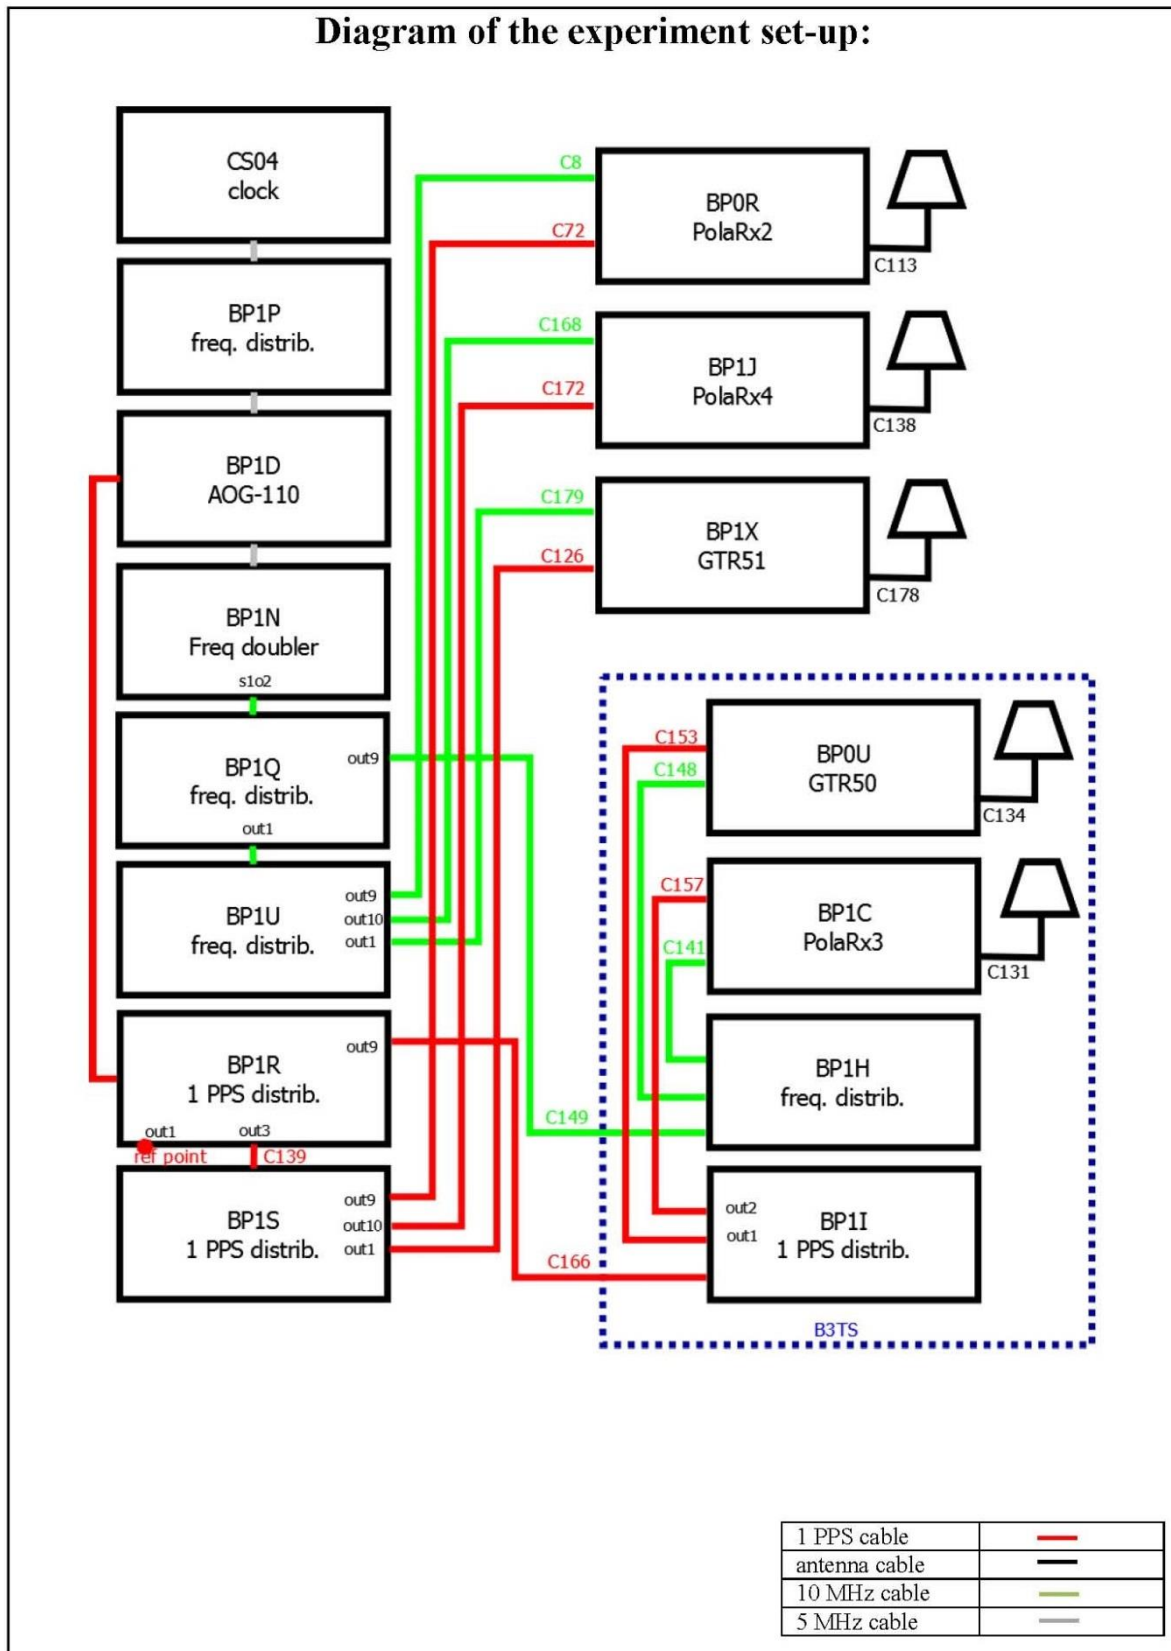 Diagram of the experiment set-up:
CS04
clock
BP1P
freq. distrib.
BP1D
AOG-110
BP1N
Freq doubler
s1o2
BP1Q
freq. distrib.
out9
out1
BP1U
freq. distrib.
out9
out10
out1
BP1R
1 PPS distrib.
out9
out1
out3
ref point
C139
BP1S
1 PPS distrib.
out9
out10
out1
C8
C72
BP0R
PolaRx2
C113
C168
C172
BP1J
PolaRx4
C138
C179
C126
BP1X
GTR51
C178
C153
C148
BP0U
GTR50
C134
C157
C141
BP1C
PolaRx3
C131
BP1H
freq. distrib.
C149
out2
out1
BP1I
1 PPS distrib.
C166
B3TS
1 PPS cable
antenna cable
10 MHz cable
5 MHz cable